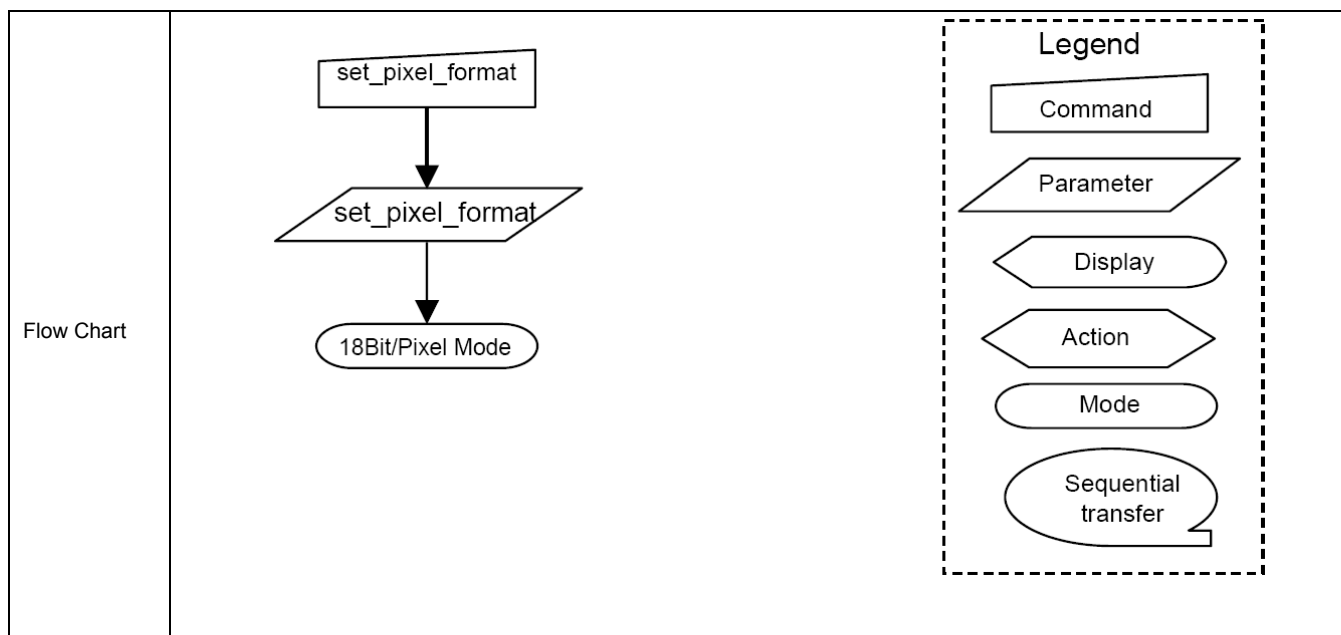 Flow Chart
set_pixel_format
set_pixel_format
18Bit/Pixel Mode
Legend
Command
Parameter
Display
Action
Mode
Sequential
transfer